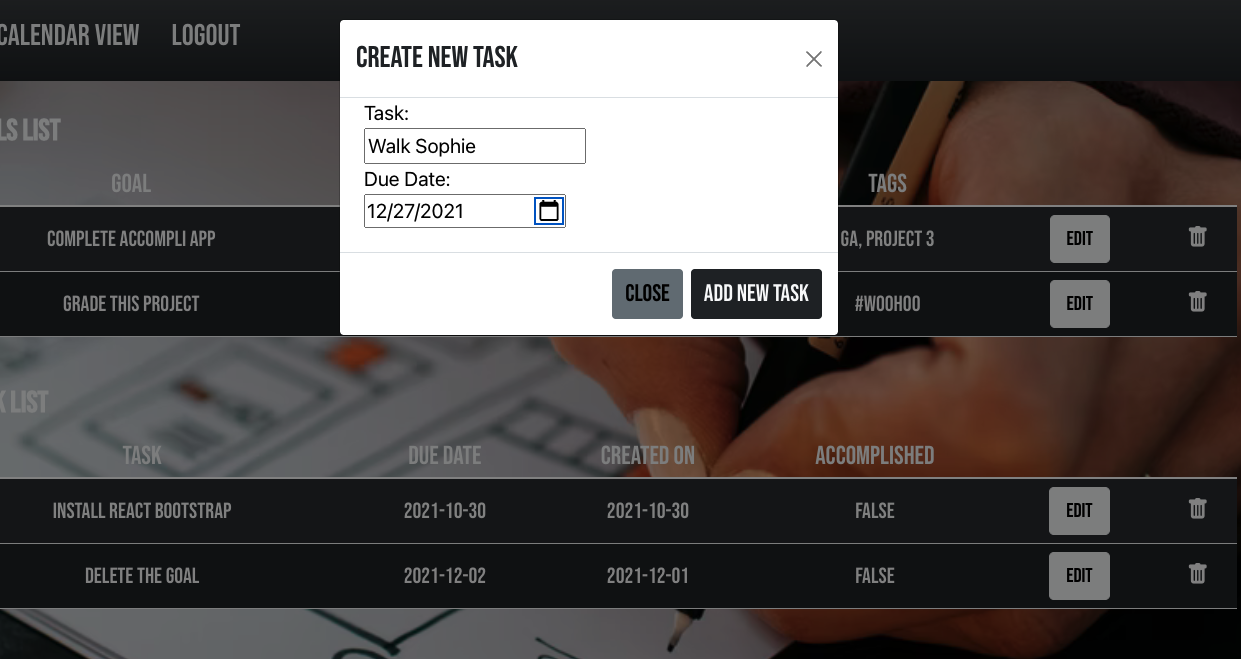 CALENDAR VIEW LOGOUT
CREATE NEW TASK
Task:
Walk Sophie
Due Date:
12/27/2021
CLOSE ADD NEW TASK
LS LIST
GOAL TAGS
COMPLETE ACCOMPLI APP GA, PROJECT 3 EDIT
GRADE THIS PROJECT #WOOHOO EDIT
K LIST
TASK DUE DATE CREATED ON ACCOMPLISHED
INSTALL REACT BOOTSTRAP 2021-10-30 2021-10-30 FALSE EDIT
DELETE THE GOAL 2021-12-02 2021-12-01 FALSE EDIT